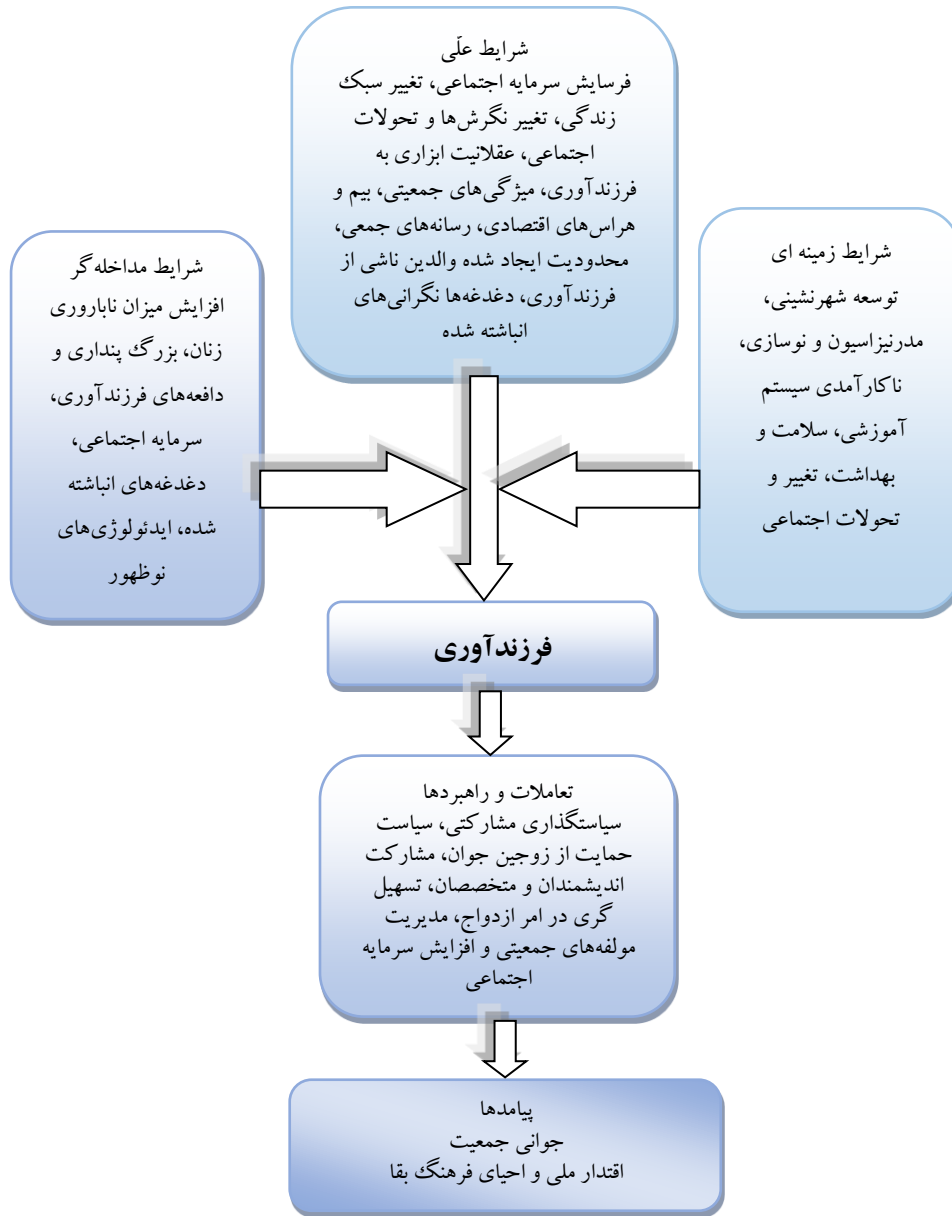 شرایط علّی
فرسایش سرمایه اجتماعی، تغییر سبک
زندگی، تغییر نگرش‌ها و تحولات
اجتماعی، عقلانیت ابزاری به
فرزندآوری، میژگی‌های جمعیتی، بیم و
هراس‌های اقتصادی، رسانه‌های جمعی،
محدودیت ایجاد شده والدین ناشی از
فرزندآوری، دغدغه‌ها نگرانی‌های
انباشته شده
شرایط زمینه ای
توسعه شهرنشینی،
مدرنیزاسیون و نوسازی،
ناکارآمدی سیستم
آموزشی، سلامت و
بهداشت، تغییر و
تحولات اجتماعی
شرایط مداخله‌گر
افزایش میزان ناباروری
زنان، بزرگ پنداری و
دافعه‌های فرزندآوری،
سرمایه اجتماعی،
دغدغه‌های انباشته
شده، ایدئولوژی‌های
نوظهور
فرزندآوری
تعاملات و راهبردها
سیاستگذاری مشارکتی، سیاست
حمایت از زوجین جوان، مشارکت
اندیشمندان و متخصصان، تسهیل
گری در امر ازدواج، مدیریت
مولفه‌های جمعیتی و افزایش سرمایه
اجتماعی
پیامدها
جوانی جمعیت
اقتدار ملی و احیای فرهنگ بقا